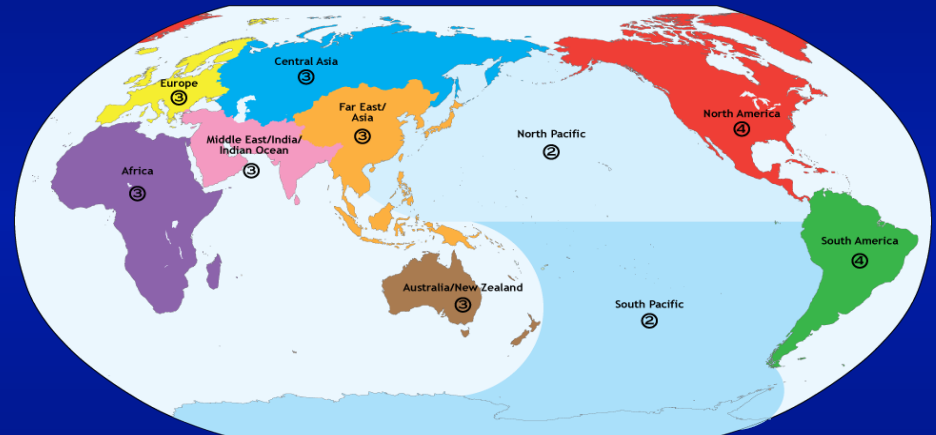 Central Asia
③
Europe
③
Far East/
Asia
③
North America
④
Middle East/India/
Indian Ocean
③
North Pacific
②
Africa
③
South America
④
Australia/New Zealand
③
South Pacific
②